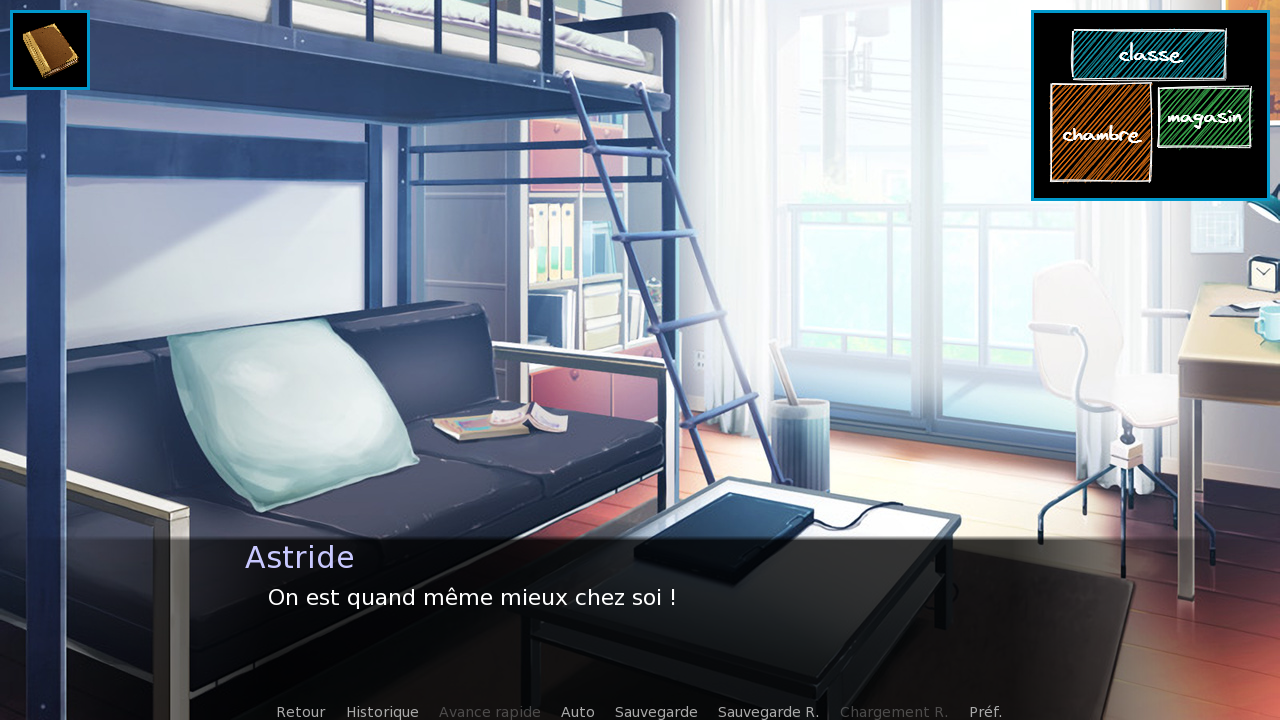 classe
chambre
magasin
Astride
On est quand même mieux chez soi !
Retour Historique Avance rapide Auto Sauvegarde Sauvegarde R. Chargement R. Préf.